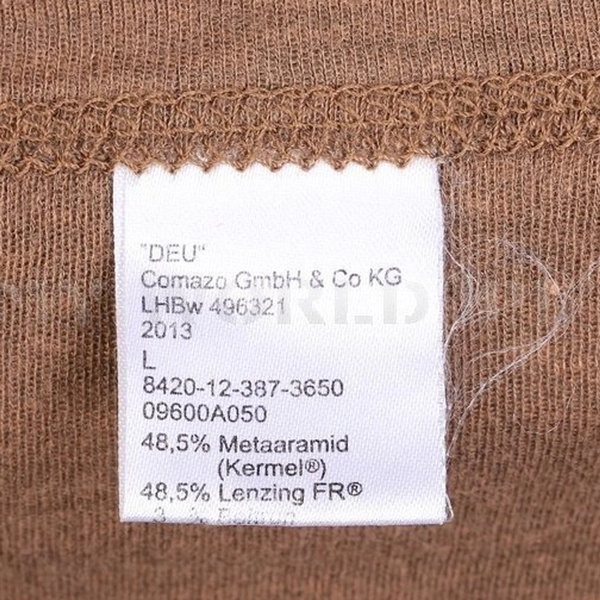 "DEU"
Comazo GmbH & Co KG
LHBw 496321
2013
L
8420-12-387-3650
09600A050
48,5% Metaaramid
(Kermel®)
48,5% Lenzing FR®
3 %